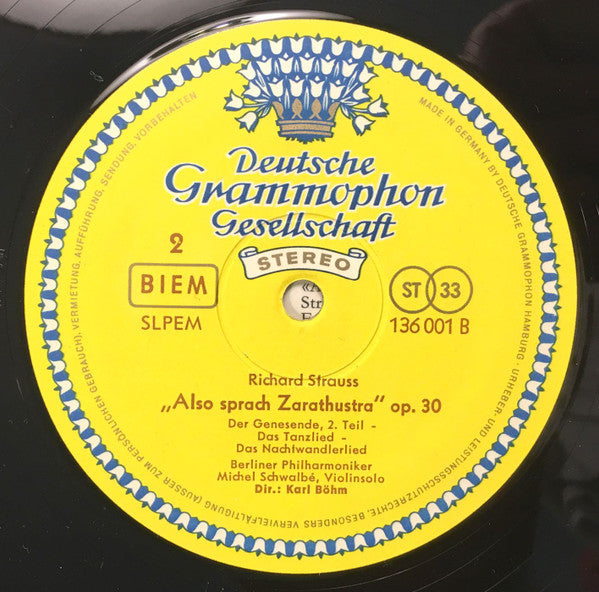 Deutsche
Grammophon
Gesellschaft
STEREO
2
BIEM
SLPEM
ST 33
136 001 B
«A
Str
Richard Strauss
„Also sprach Zarathustra” op. 30
Der Genesende, 2. Teil -
Das Tanzlied -
Das Nachtwandlerlied
Berliner Philharmoniker
Michel Schwalbé, Violinsolo
Dir.: Karl Böhm
MADE IN GERMANY BY DEUTSCHE GRAMMOPHON HAMBURG · URHEBER- UND LEISTUNGSSCHUTZRECHTE, BESONDERS VERVIELFÄLTIGUNG (AUSSER ZUM PERSÖNLICHEN GEBRAUCH), VERMIETUNG, AUFFÜHRUNG, SENDUNG, VORBEHALTEN